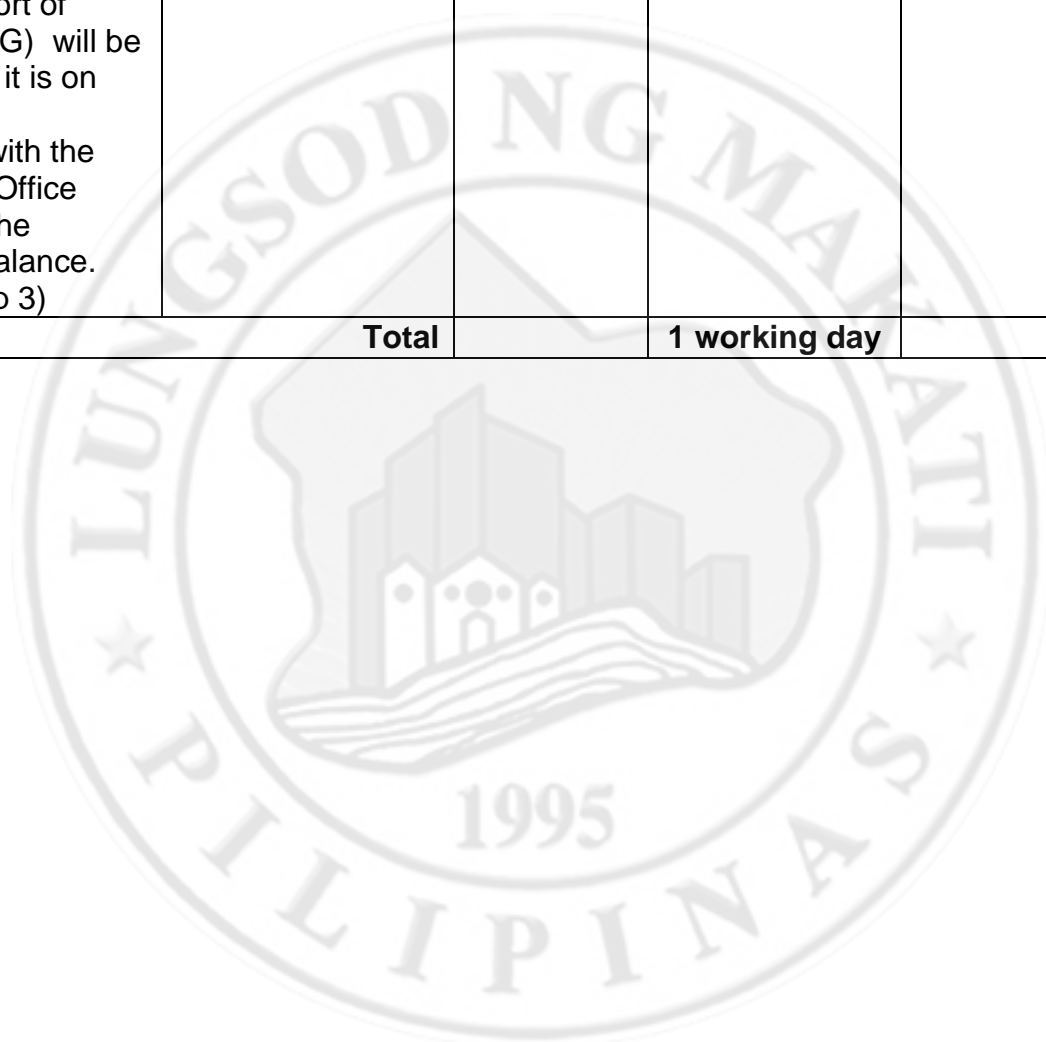 ort of
G) will be
it is on
with the
Office
he
alance.
o 3)
Total 1 working day
LUNGSOD NG MAKATI
1995
★ PILIPINAS ★